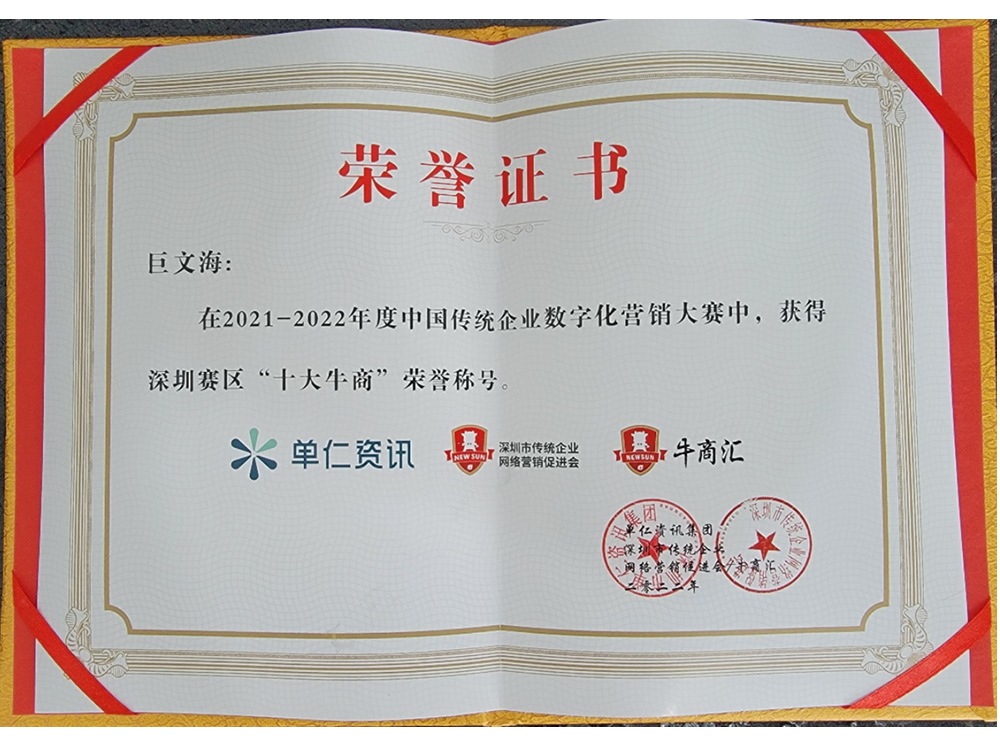 荣誉证书
巨文海:
在2021-2022年度中国传统企业数字化营销大赛中，获得
深圳赛区“十大牛商”荣誉称号。
单仁资讯
NEW SUN
深圳市传统企业
网络营销促进会
NEWSUN
牛商汇
单仁资讯集团
深圳市传统企业
网络营销促进会/牛商汇
二零二二年